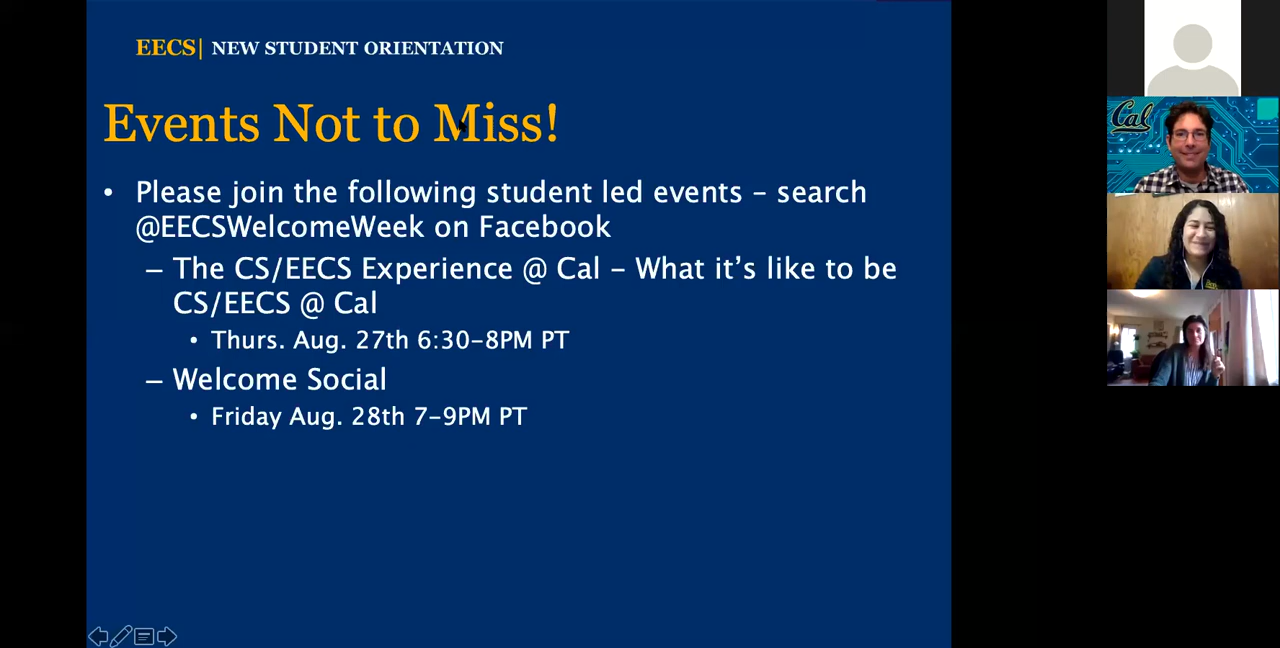 EECS| NEW STUDENT ORIENTATION
Events Not to Miss!
• Please join the following student led events – search
@EECSWelcomeWeek on Facebook
– The CS/EECS Experience @ Cal – What it’s like to be
CS/EECS @ Cal
• Thurs. Aug. 27th 6:30–8PM PT
– Welcome Social
• Friday Aug. 28th 7–9PM PT
Cal